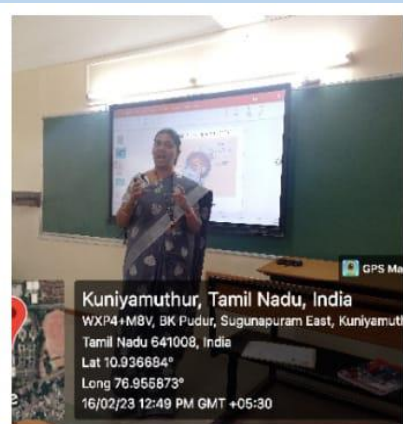 GPS Ma
Kuniyamuthur, Tamil Nadu, India
WXP4+M8V, BK Pudur, Sugunapuram East, Kuniyamuth
Tamil Nadu 641008, India
Lat 10.936684°
Long 76.955873°
16/02/23 12:49 PM GMT +05:30